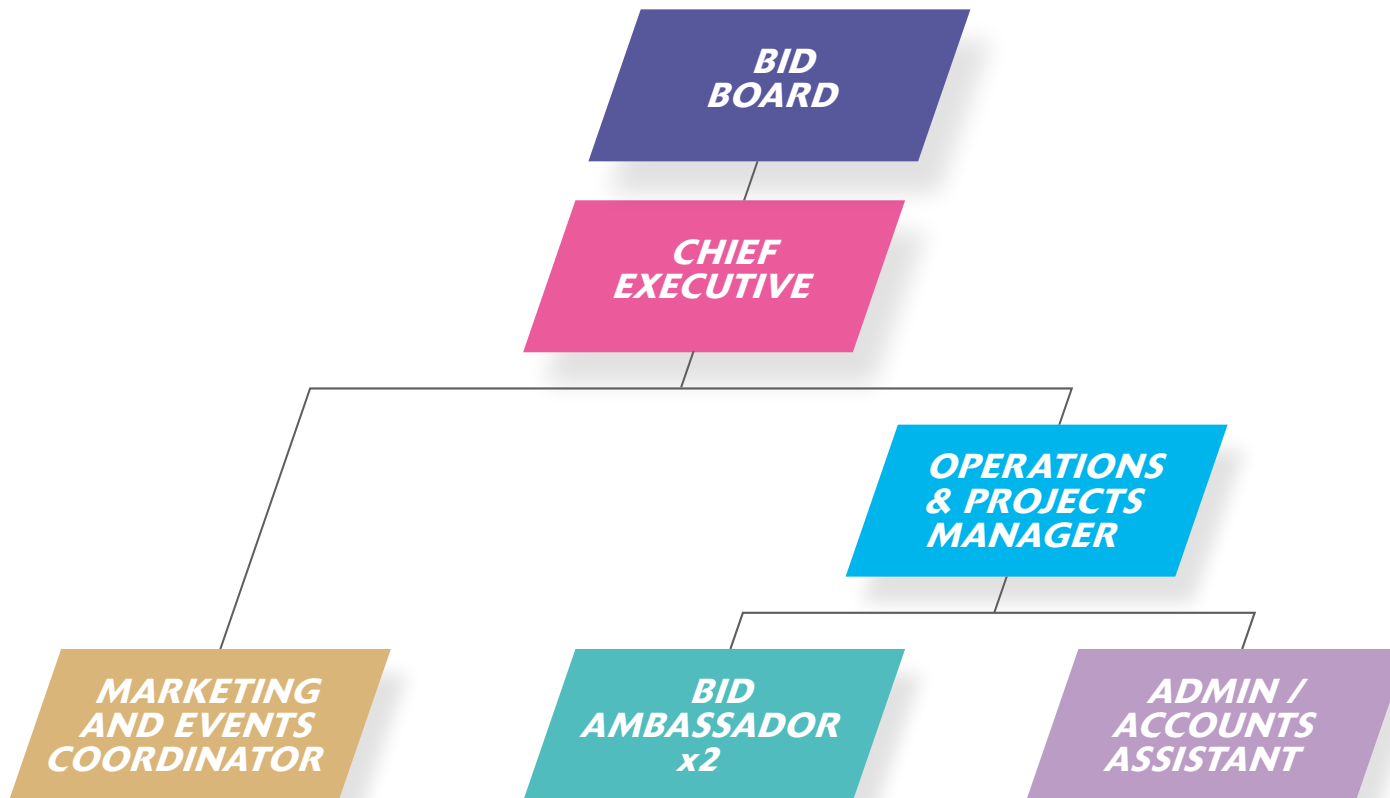 BID
BOARD
CHIEF
EXECUTIVE
OPERATIONS
& PROJECTS
MANAGER
MARKETING
AND EVENTS
COORDINATOR
BID
AMBASSADOR
x2
ADMIN /
ACCOUNTS
ASSISTANT